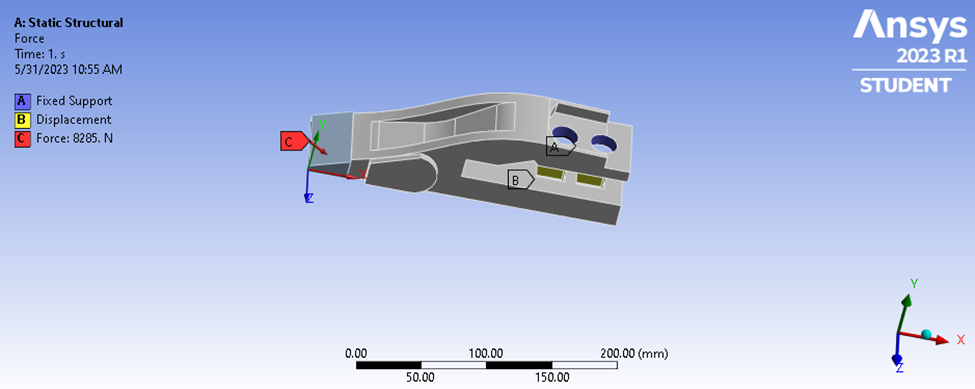 A: Static Structural
Force
Time: 1. s
5/31/2023 10:55 AM
A Fixed Support
B Displacement
C Force: 8285. N
Ansys
2023 R1
STUDENT
C
Y
X
Z
A
B
Y
X
Z
0.00 100.00 200.00 (mm)
50.00 150.00